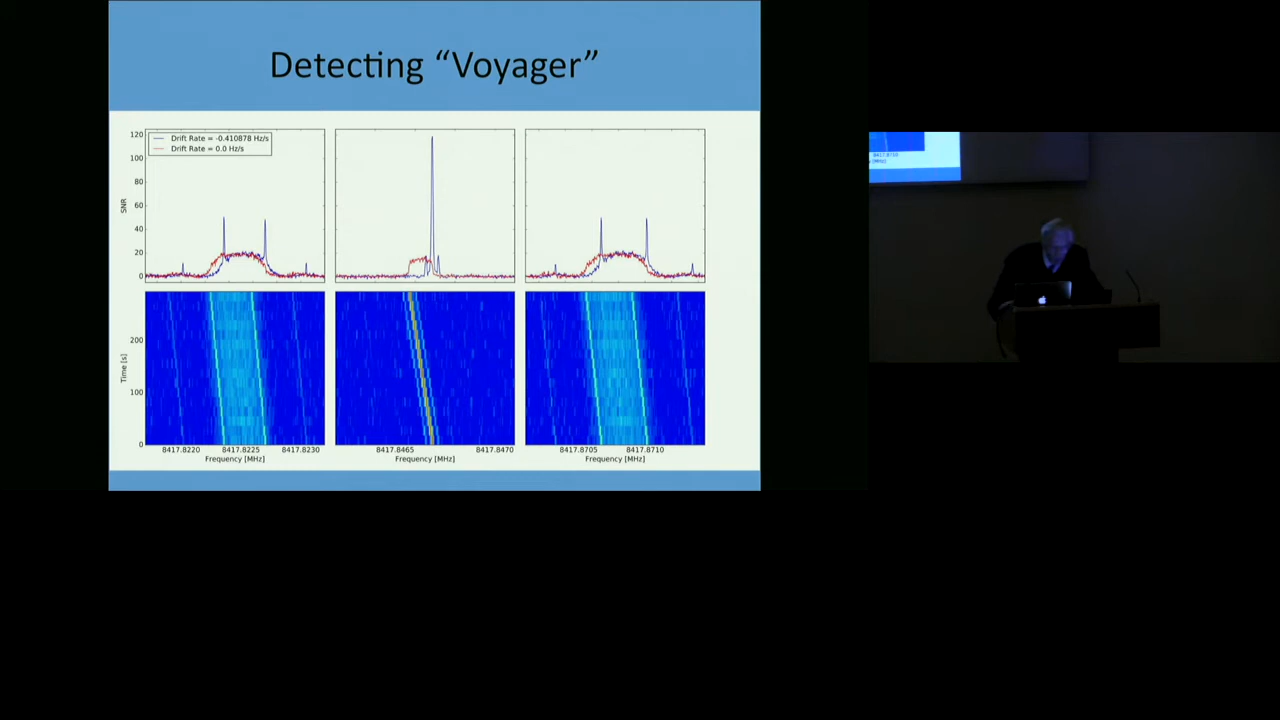 Detecting “Voyager”
Drift Rate = -0.410878 Hz/s
Drift Rate = 0.0 Hz/s
120
100
80
60
40
20
0
SNR
200
100
0
Time [s]
8417.8220 8417.8225 8417.8230
Frequency [MHz]
8417.8465 8417.8470
Frequency [MHz]
8417.8705 8417.8710
Frequency [MHz]